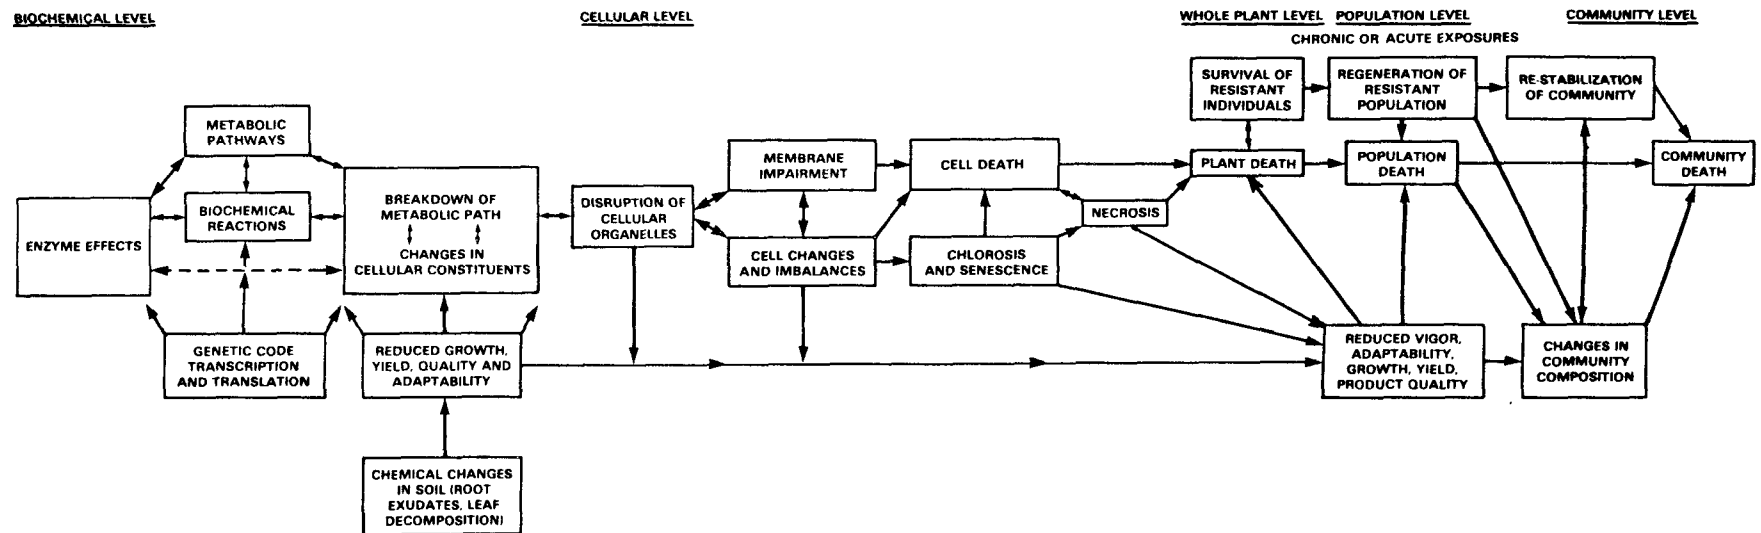 BIOCHEMICAL LEVEL
CELLULAR LEVEL
WHOLE PLANT LEVEL
POPULATION LEVEL
COMMUNITY LEVEL
CHRONIC OR ACUTE EXPOSURES
METABOLIC
PATHWAYS
ENZYME EFFECTS
BIOCHEMICAL
REACTIONS
GENETIC CODE
TRANSCRIPTION
AND TRANSLATION
BREAKDOWN OF
METABOLIC PATH
CHANGES IN
CELLULAR CONSTITUENTS
REDUCED GROWTH,
YIELD, QUALITY AND
ADAPTABILITY
CHEMICAL CHANGES
IN SOIL (ROOT
EXUDATES, LEAF
DECOMPOSITION)
DISRUPTION OF
CELLULAR
ORGANELLES
MEMBRANE
IMPAIRMENT
CELL CHANGES
AND IMBALANCES
CELL DEATH
CHLOROSIS
AND SENESCENCE
NECROSIS
SURVIVAL OF
RESISTANT
INDIVIDUALS
PLANT DEATH
REGENERATION OF
RESISTANT
POPULATION
POPULATION
DEATH
REDUCED VIGOR,
ADAPTABILITY,
GROWTH, YIELD,
PRODUCT QUALITY
RE-STABILIZATION
OF COMMUNITY
CHANGES IN
COMMUNITY
COMPOSITION
COMMUNITY
DEATH